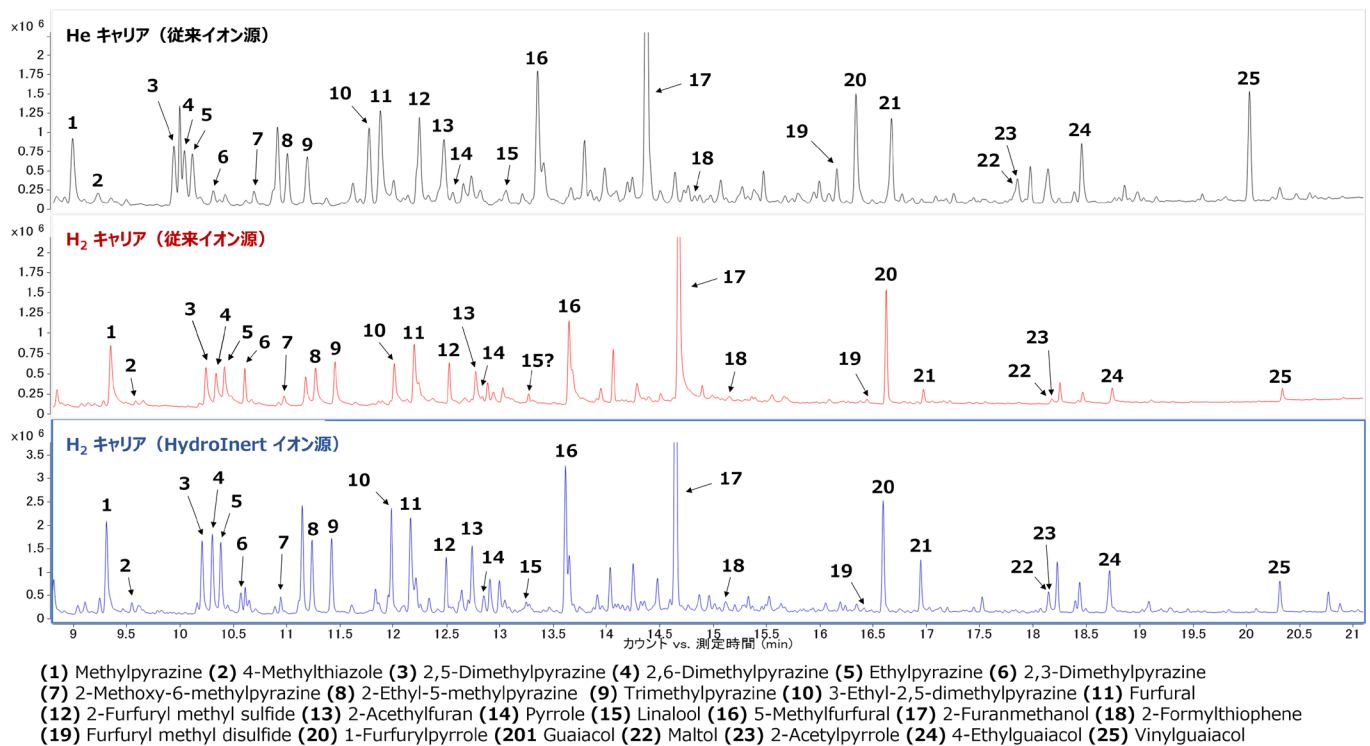 ×10 6
He キャリア（従来イオン源）
2
1.75
1.5
1.25
1
0.75
0.5
0.25
0
1 2 3 4 5 6 7 8 9 10 11 12 13 14 15 16 17 18 19 20 21 22 23 24 25
×10 6
H2 キャリア（従来イオン源）
2
1.75
1.5
1.25
1
0.75
0.5
0.25
0
1 2 3 4 5 6 7 8 9 10 11 12 13 14 15? 16 17 18 19 20 21 22 23 24 25
×10 6
H2 キャリア（HydroInert イオン源）
3.5
3
2.5
2
1.5
1
0.5
0
1 2 3 4 5 6 7 8 9 10 11 12 13 14 15 16 17 18 19 20 21 22 23 24 25
9 9.5 10 10.5 11 11.5 12 12.5 13 13.5 14 14.5 15 15.5 16 16.5 17 17.5 18 18.5 19 19.5 20 20.5 21
カウント vs. 測定時間 (min)
(1) Methylpyrazine (2) 4-Methylthiazole (3) 2,5-Dimethylpyrazine (4) 2,6-Dimethylpyrazine (5) Ethylpyrazine (6) 2,3-Dimethylpyrazine
(7) 2-Methoxy-6-methylpyrazine (8) 2-Ethyl-5-methylpyrazine (9) Trimethylpyrazine (10) 3-Ethyl-2,5-dimethylpyrazine (11) Furfural
(12) 2-Furfuryl methyl sulfide (13) 2-Acethylfuran (14) Pyrrole (15) Linalool (16) 5-Methylfurfural (17) 2-Furanmethanol (18) 2-Formylthiophene
(19) Furfuryl methyl disulfide (20) 1-Furfurylpyrrole (201 Guaiacol (22) Maltol (23) 2-Acetylpyrrole (24) 4-Ethylguaiacol (25) Vinylguaiacol